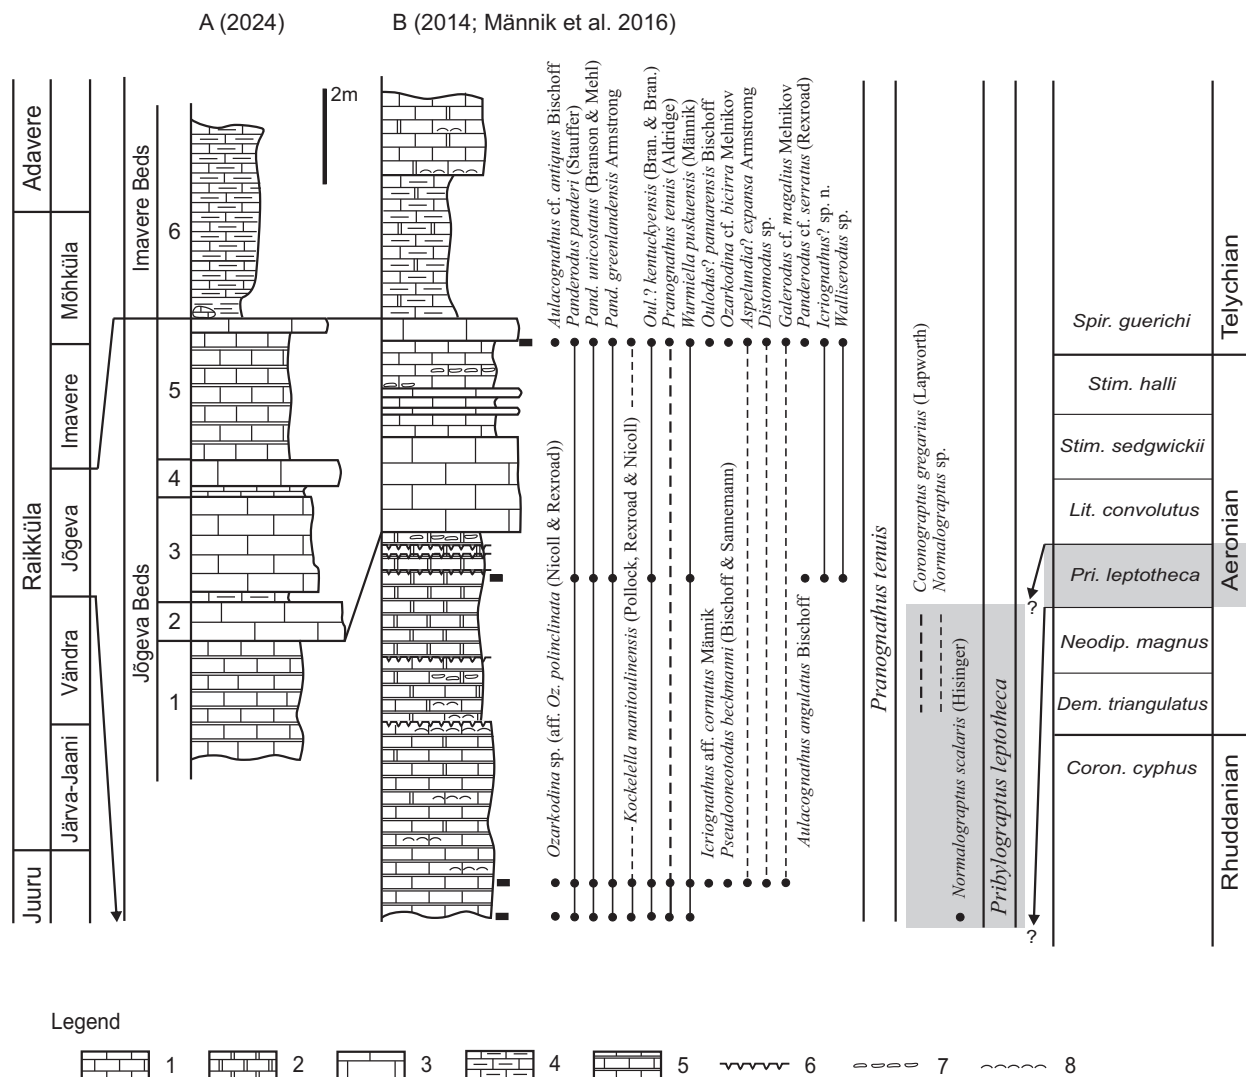 A (2024)
B (2014; Männik et al. 2016)
2m
Adavere
Raikküla
Juuru
Möhküla
Imavere
Jõgeva
Vändra
Järva-Jaani
Imavere Beds
Jõgeva Beds
6
5
4
3
2
1
Aulacognathus cf. antiquus Bischoff
Panderodus panderi (Stauffer)
Pand. unicostatus (Branson & Mehl)
Pand. greenlandensis Armstrong
Oul.? kentuckyensis (Bran. & Bran.)
Pranognathus tenuis (Aldridge)
Wurmiella puskuensis (Männik)
Oulodus? panuarensis Bischoff
Ozarkodina cf. bicirra Melnikov
Aspelundia? expansa Armstromg
Distomodus sp.
Galerodus cf. magalius Melnikov
Panderodus cf. serratus (Rexroad)
Icriognathus? sp. n.
Walliserodus sp.
Ozarkodina sp. (aff. Oz. polinclinata (Nicoll & Rexroad))
Kockelella manitoulinensis (Pollock, Rexroad & Nicoll)
Icriognathus aff. cornutus Männik
Pseudooneotodus beckmanni (Bischoff & Sannemann)
Aulacognathus angulatus Bischoff
Pranognathus tenuis
Coronograptus gregarius (Lapworth)
Normalograptus sp.
Normalograptus scalaris (Hisinger)
Pribylograptus leptotheca
?
?
Spir. guerichi
Stim. halli
Stim. sedgwickii
Lit. convolutus
Pri. leptotheca
Neodip. magnus
Dem. triangulatus
Coron. cyphus
Telychian
Aeronian
Rhuddanian
Legend
1
2
3
4
5
6
7
8